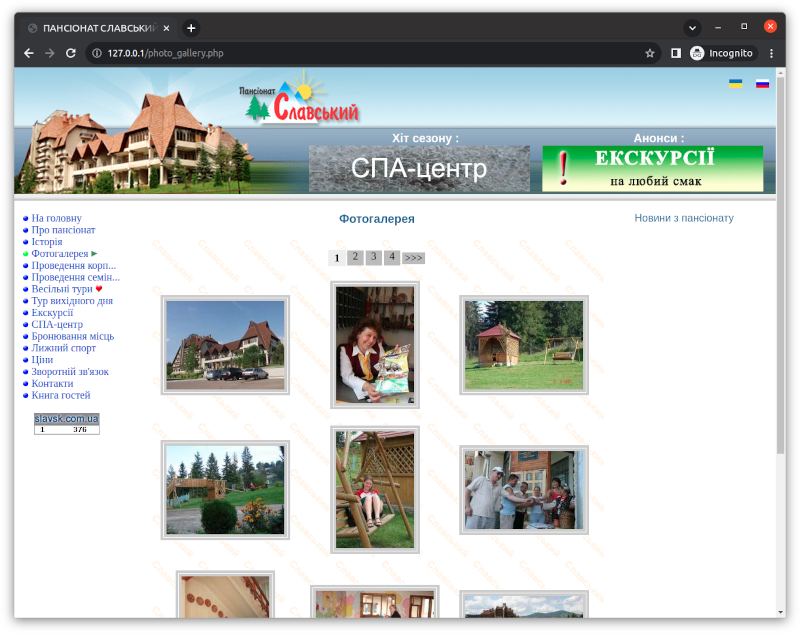 ПАНСІОНАТ СЛАВСЬКИЙ
127.0.0.1/photo_gallery.php
Incognito
Пансіонат
Славський
Хіт сезону :
СПА-центр
Анонси :
ЕКСКУРСІЇ
на любий смак
На головну
Про пансіонат
Історія
Фотогалерея
Проведення корп...
Проведення семін...
Весільні тури
Тур вихідного дня
Екскурсії
СПА-центр
Бронювання місць
Лижний спорт
Ціни
Зворотній зв'язок
Контакти
Книга гостей
slavsk.com.ua
1 376
Фотогалерея
1 2 3 4 >>>
Новини з пансіонату